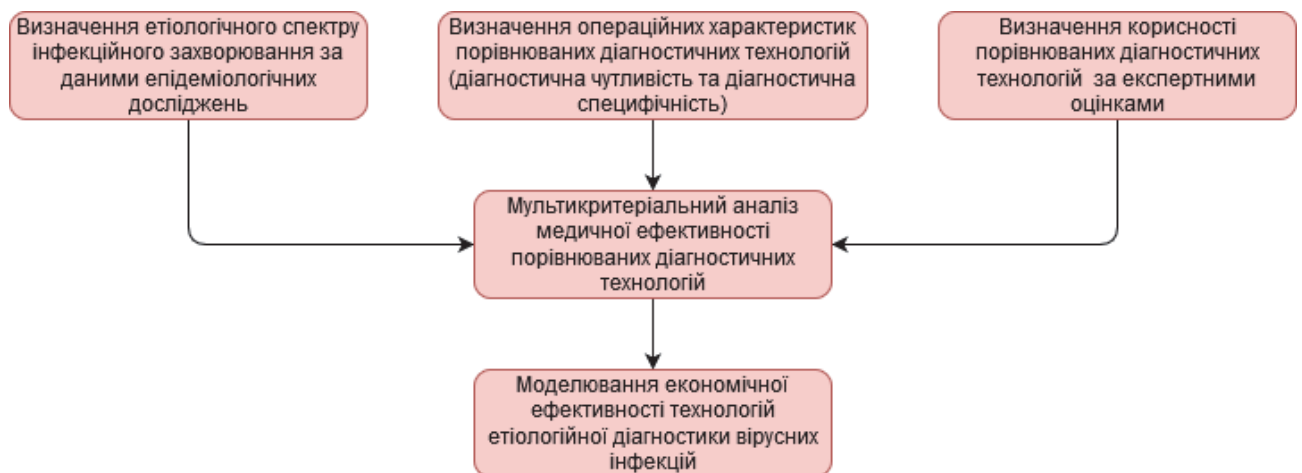 Визначення етіологічного спектру
інфекційного захворювання за
даними епідеміологічних
досліджень
Визначення операційних характеристик
порівнюваних діагностичних технологій
(діагностична чутливість та діагностична
специфічність)
Визначення корисності
порівнюваних діагностичних
технологій за експертними
оцінками
Мультикритеріальний аналіз
медичної ефективності
порівнюваних діагностичних
технологій
Моделювання економічної
ефективності технологій
етіологійної діагностики вірусних
інфекцій